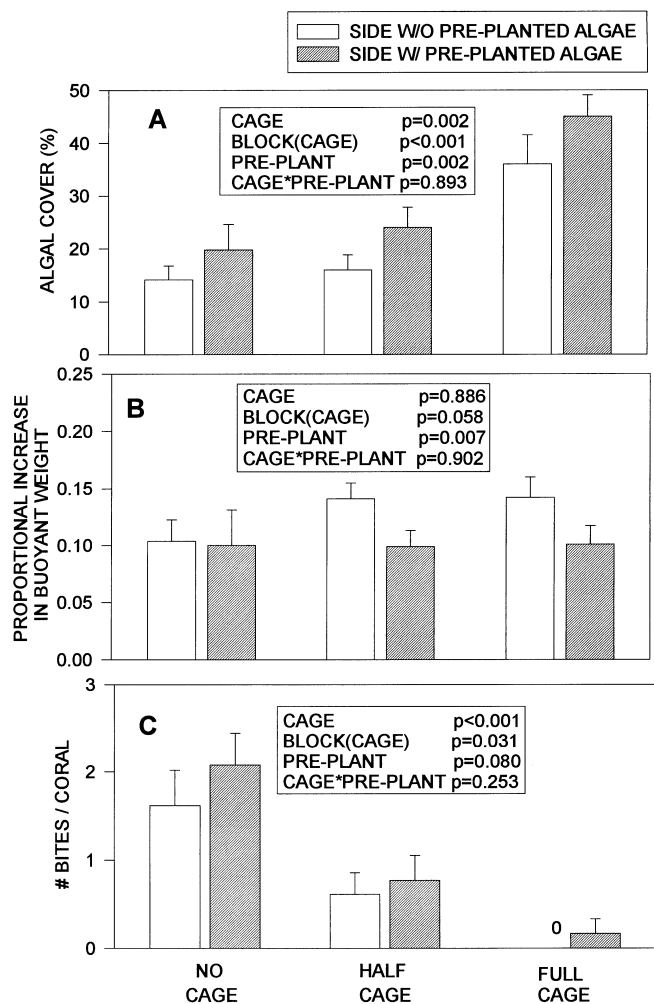 SIDE W/O PRE-PLANTED ALGAE
SIDE W/ PRE-PLANTED ALGAE
ALGAL COVER (%)
50
40
30
20
10
0
A
CAGE p=0.002
BLOCK(CAGE) p<0.001
PRE-PLANT p=0.002
CAGE*PRE-PLANT p=0.893
PROPORTIONAL INCREASE
IN BUOYANT WEIGHT
0.25
0.20
0.15
0.10
0.05
0.00
B
CAGE p=0.886
BLOCK(CAGE) p=0.058
PRE-PLANT p=0.007
CAGE*PRE-PLANT p=0.902
# BITES / CORAL
3
2
1
0
C
CAGE p<0.001
BLOCK(CAGE) p=0.031
PRE-PLANT p=0.080
CAGE*PRE-PLANT p=0.253
0
NO
CAGE
HALF
CAGE
FULL
CAGE